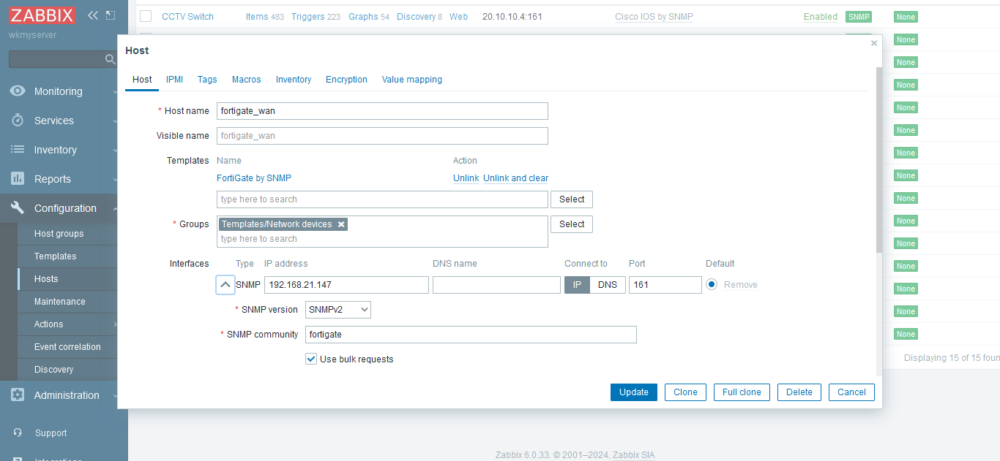 ZABBIX
wkmyserver
Monitoring
Services
Inventory
Reports
Configuration
Host groups
Templates
Hosts
Maintenance
Actions
Event correlation
Discovery
Administration
Support
Integrations
CCTV Switch Items 483 Triggers 223 Graphs 54 Discovery 8 Web 20.10.10.4:161 Cisco IOS by SNMP Enabled SNMP None
None
None
None
None
None
None
None
None
None
None
None
None
None
None
Host
Host IPMI Tags Macros Inventory Encryption Value mapping
* Host name fortigate_wan
Visible name fortigate_wan
Templates Name Action
FortiGate by SNMP Unlink Unlink and clear
type here to search Select
* Groups Templates/Network devices Select
type here to search
Interfaces Type IP address DNS name Connect to Port Default
SNMP 192.168.21.147 IP DNS 161 Remove
* SNMP version SNMPv2
* SNMP community fortigate
Use bulk requests
Update Clone Full clone Delete Cancel
Displaying 15 of 15 foun
Zabbix 6.0.33. © 2001–2024, Zabbix SIA